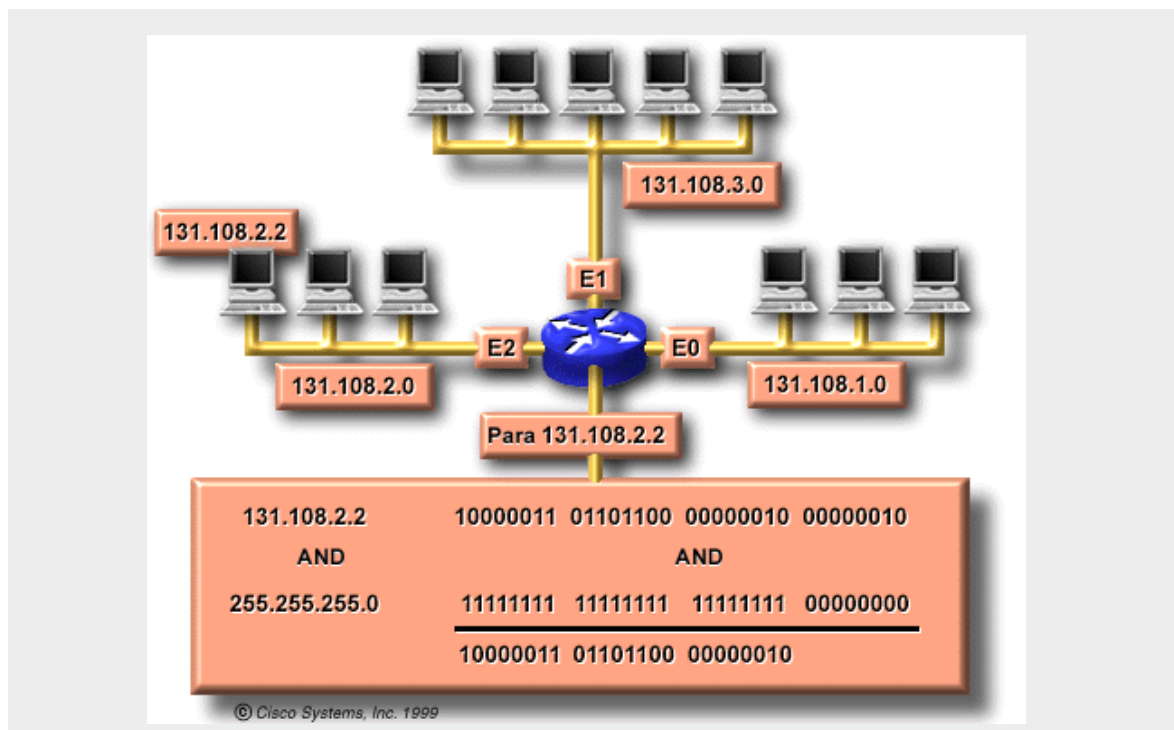 131.108.3.0
131.108.2.2
E1
E2
E0
131.108.2.0
131.108.1.0
Para 131.108.2.2
131.108.2.2 10000011 01101100 00000010 00000010
AND AND
255.255.255.0 11111111 11111111 11111111 00000000
10000011 01101100 00000010
© Cisco Systems, Inc. 1999